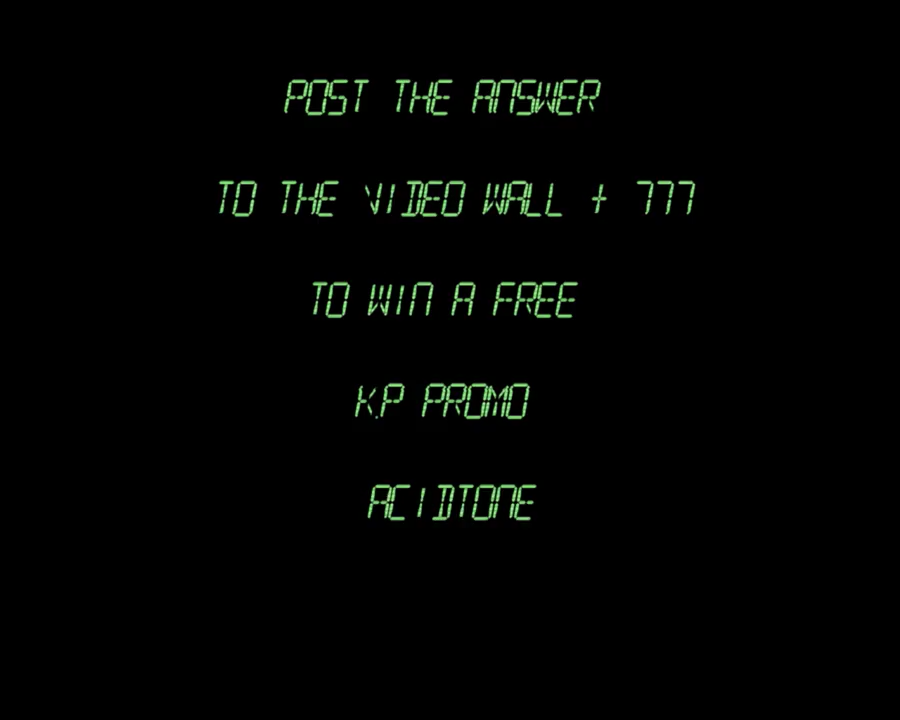 POST THE ANSWER
TO THE VIDEO WALL + 777
TO WIN A FREE
K.P PROMO
ACIDTONE